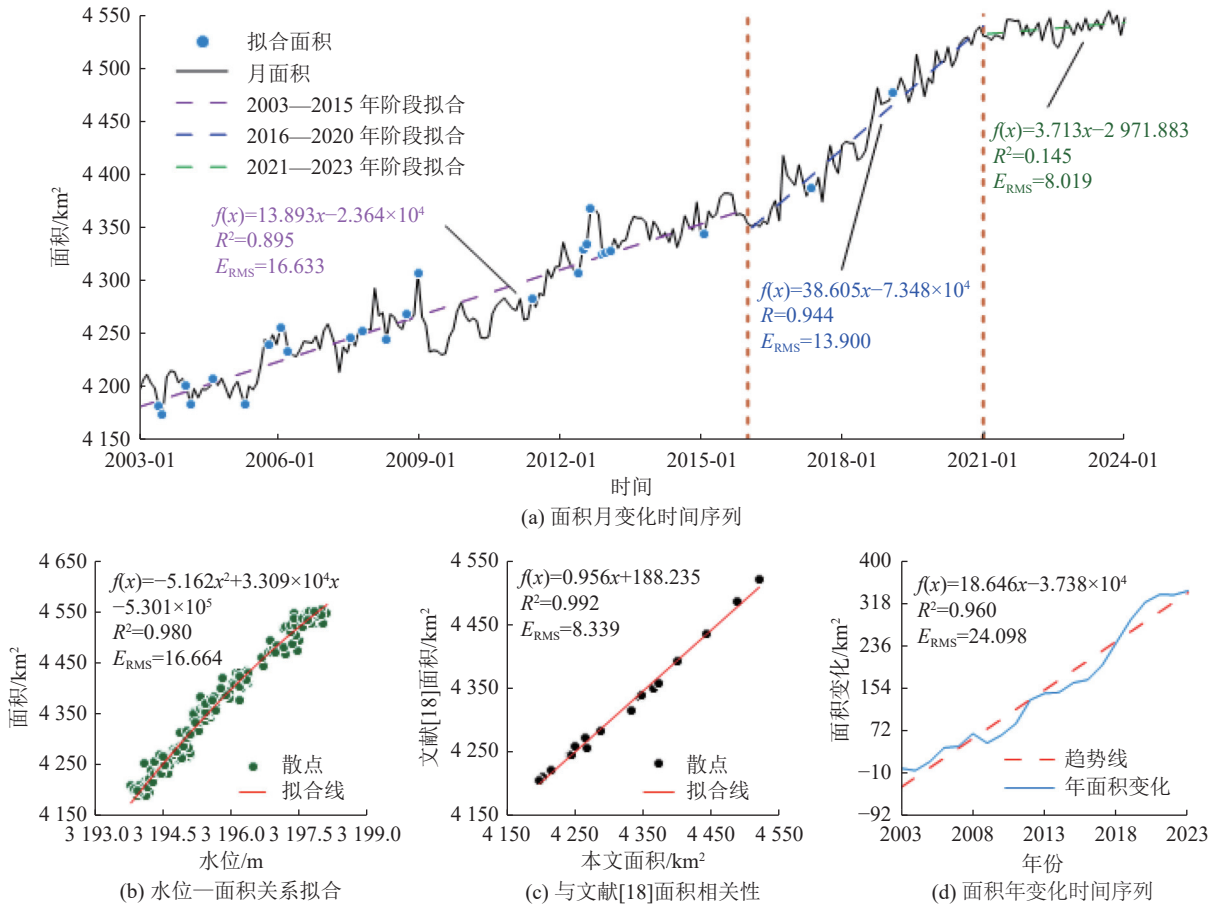 4 550
4 500
4 450
4 400
4 350
4 300
4 250
4 200
4 150
面积/km²
拟合面积
月面积
2003—2015 年阶段拟合
2016—2020 年阶段拟合
2021—2023 年阶段拟合
f(x)=13.893x−2.364×10⁴
R²=0.895
E_RMS=16.633
f(x)=38.605x−7.348×10⁴
R=0.944
E_RMS=13.900
f(x)=3.713x−2 971.883
R²=0.145
E_RMS=8.019
2003-01 2006-01 2009-01 2012-01 2015-01 2018-01 2021-01 2024-01
时间
(a) 面积月变化时间序列
4 650
4 550
4 450
4 350
4 250
4 150
面积/km²
f(x)=−5.162x²+3.309×10⁴x
−5.301×10⁵
R²=0.980
E_RMS=16.664
散点
拟合线
3 193.0 3 194.5 3 196.0 3 197.5 3 199.0
水位/m
(b) 水位—面积关系拟合
4 550
4 450
4 350
4 250
4 150
文献[18]面积/km²
f(x)=0.956x+188.235
R²=0.992
E_RMS=8.339
散点
拟合线
4 150 4 250 4 350 4 450 4 550
本文面积/km²
(c) 与文献[18]面积相关性
400
318
236
154
72
−10
−92
面积变化/km²
f(x)=18.646x−3.738×10⁴
R²=0.960
E_RMS=24.098
趋势线
年面积变化
2003 2008 2013 2018 2023
年份
(d) 面积年变化时间序列